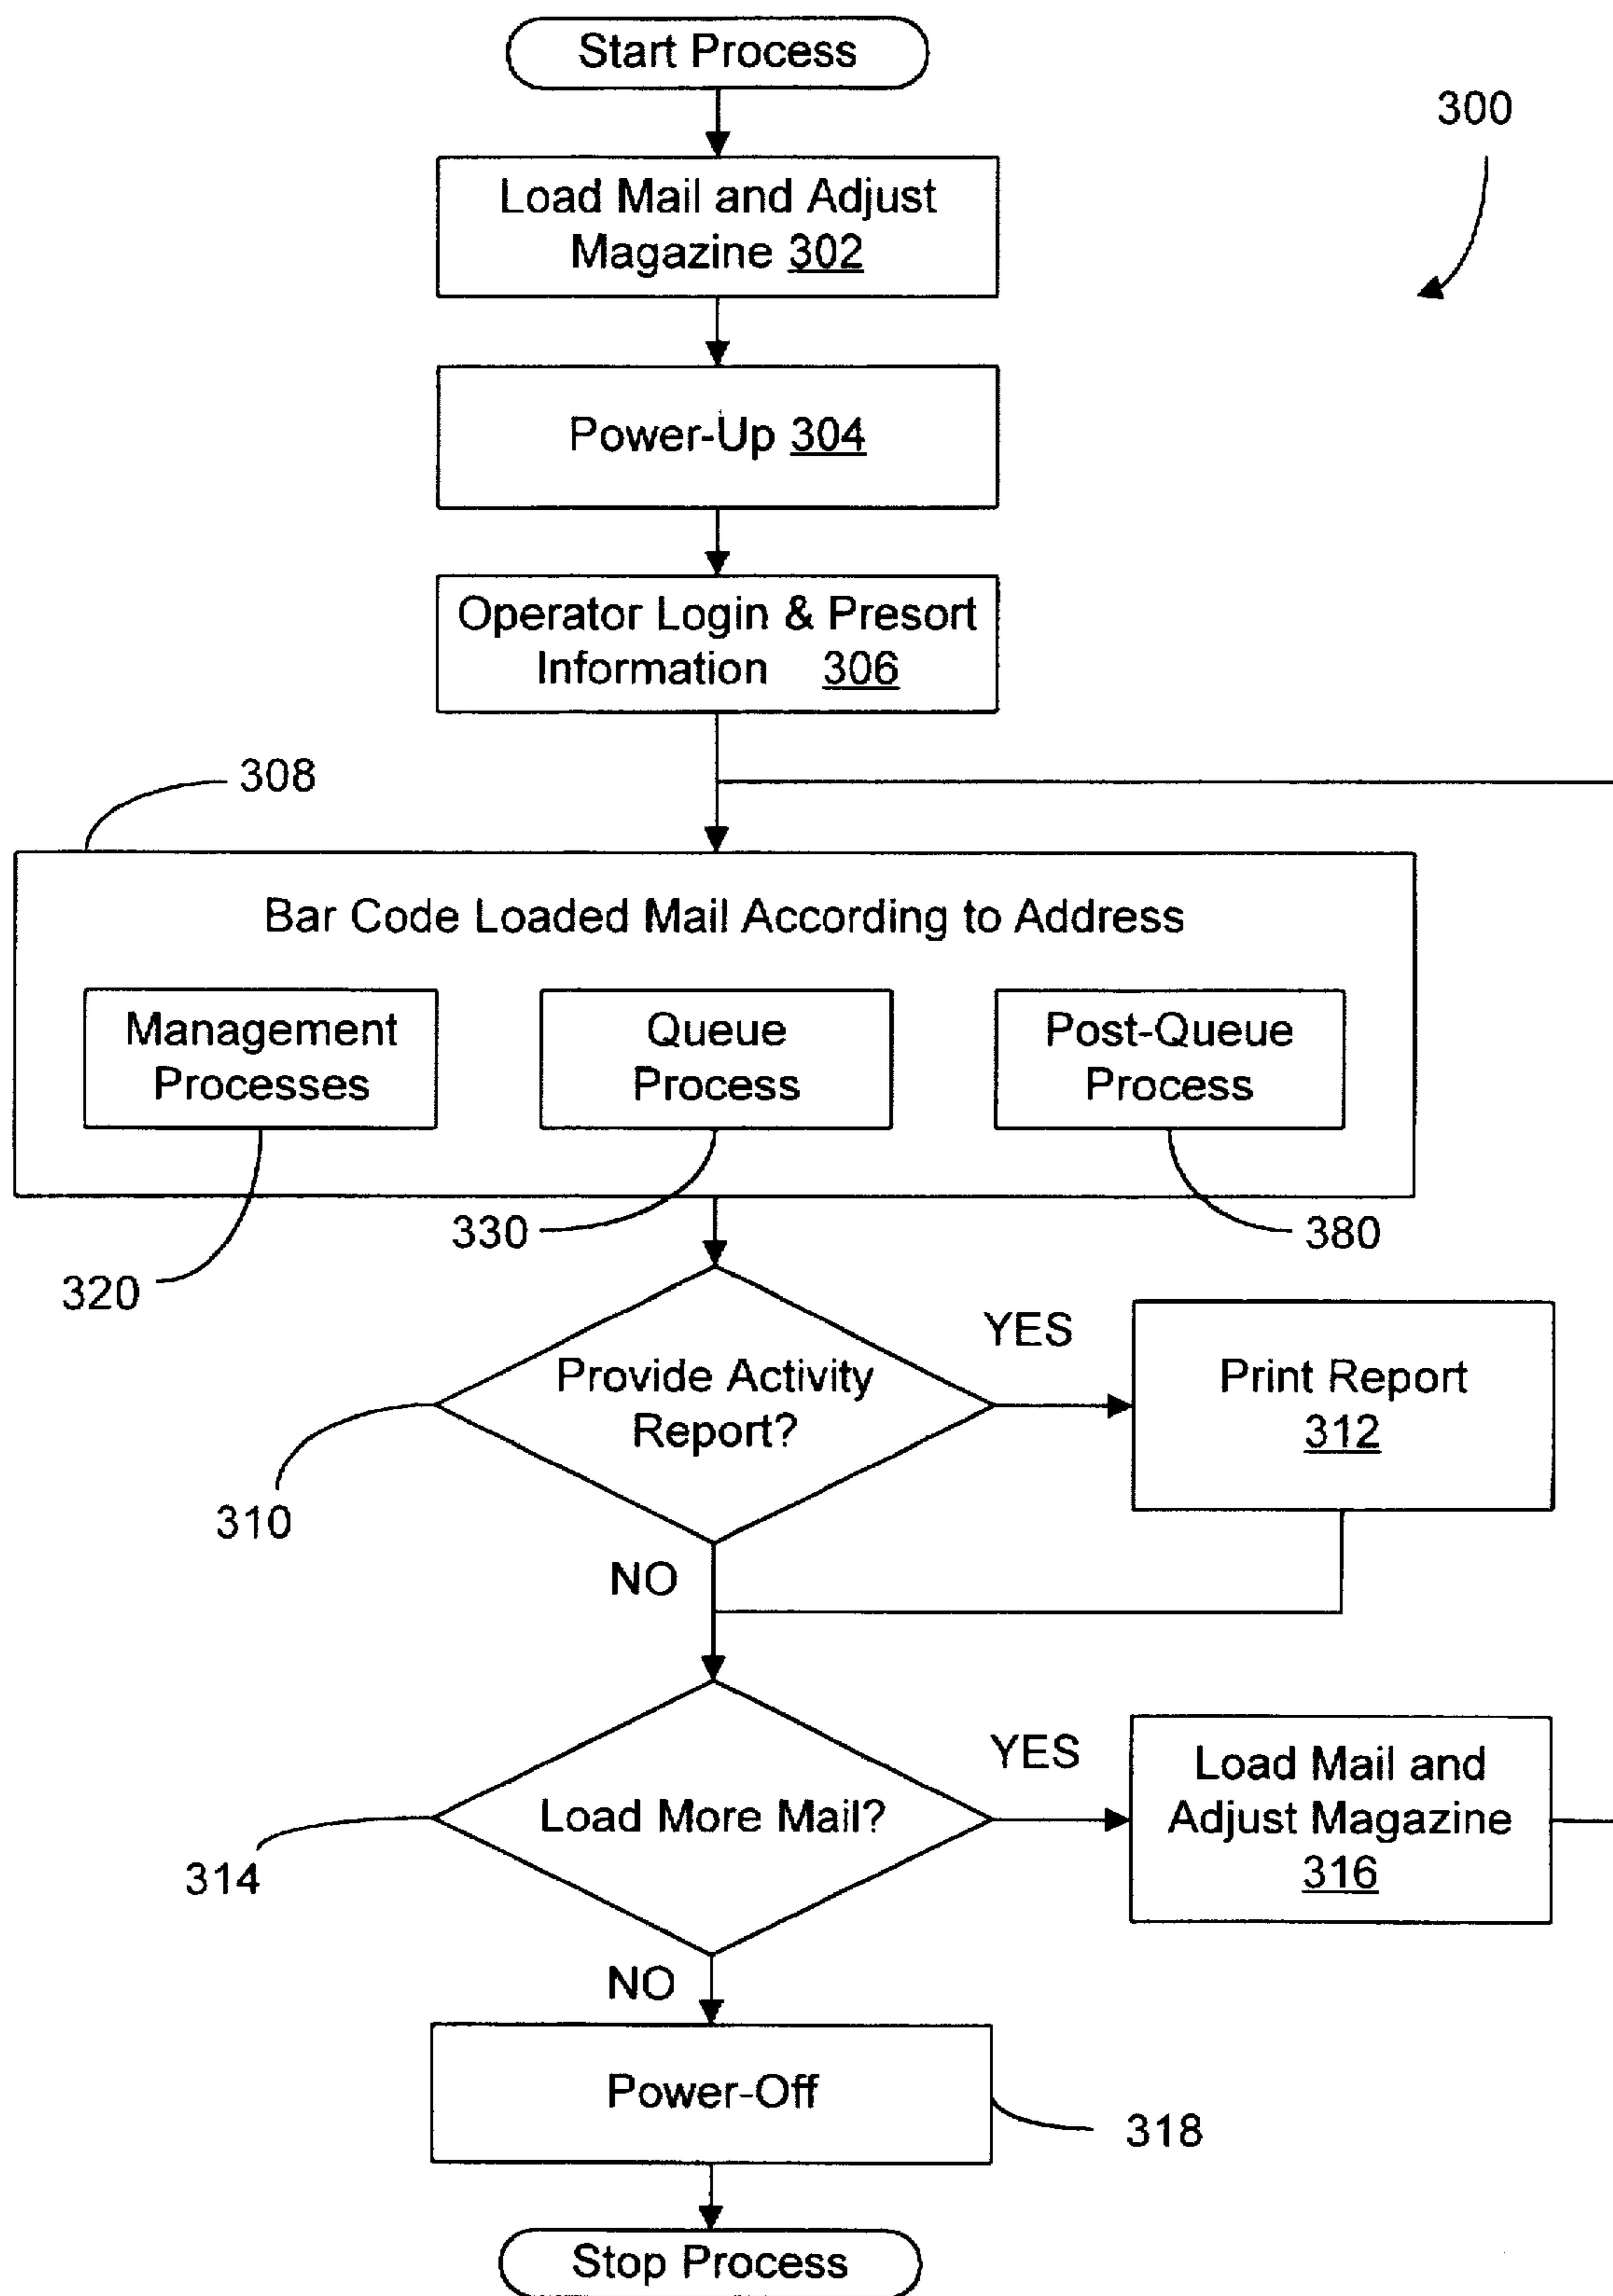 Start Process
300
Load Mail and Adjust
Magazine 302
Power-Up 304
Operator Login & Presort
Information 306
308
Bar Code Loaded Mail According to Address
Management
Processes
Queue
Process
Post-Queue
Process
320
330
380
Provide Activity
Report?
310
YES
Print Report
312
NO
Load More Mail?
314
YES
Load Mail and
Adjust Magazine
316
NO
Power-Off
318
Stop Process